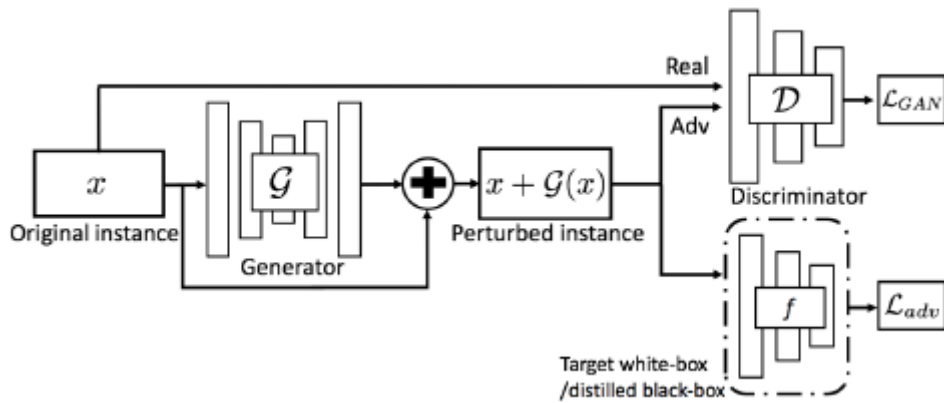 Real
𝒟
ℒ_GAN
Adv
x
𝒢
x + 𝒢(x)
Discriminator
Original instance
Perturbed instance
Generator
f
ℒ_adv
Target white-box
/distilled black-box